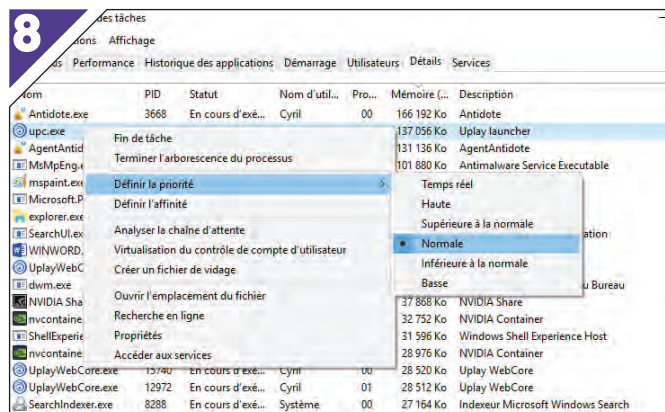 8
des tâches
ons Affichage
us Performance Historique des applications Démarrage Utilisateurs Détails Services
Nom PID Statut Nom d'util... Pro... Mémoire (... Description
Antidote.exe 3668 En cours d'exé... Cyril 00 166 192 Ko Antidote
upc.exe 137 056 Ko Uplay launcher
AgentAntid 131 136 Ko AgentAntidote
MsMpEng.e 101 880 Ko Antimalware Service Executable
mspaint.exe
Microsoft.P
explorer.exe
SearchUI.ex ation
WINWORD.
UplayWebC
dwm.exe u Bureau
NVIDIA Sha 37 868 Ko NVIDIA Share
nvcontaine 32 752 Ko NVIDIA Container
ShellExperie 31 596 Ko Windows Shell Experience Host
nvcontaine 28 976 Ko NVIDIA Container
UplayWebCore.exe 15740 En cours d'exé... Cyril 00 28 520 Ko Uplay WebCore
UplayWebCore.exe 12972 En cours d'exé... Cyril 01 28 512 Ko Uplay WebCore
SearchIndexer.exe 8288 En cours d'exé... Système 00 27 164 Ko Indexeur Microsoft Windows Search
Fin de tâche
Terminer l'arborescence du processus
Définir la priorité
Définir l'affinité
Analyser la chaîne d'attente
Virtualisation du contrôle de compte d'utilisateur
Créer un fichier de vidage
Ouvrir l'emplacement du fichier
Recherche en ligne
Propriétés
Accéder aux services
Temps réel
Haute
Supérieure à la normale
Normale
Inférieure à la normale
Basse